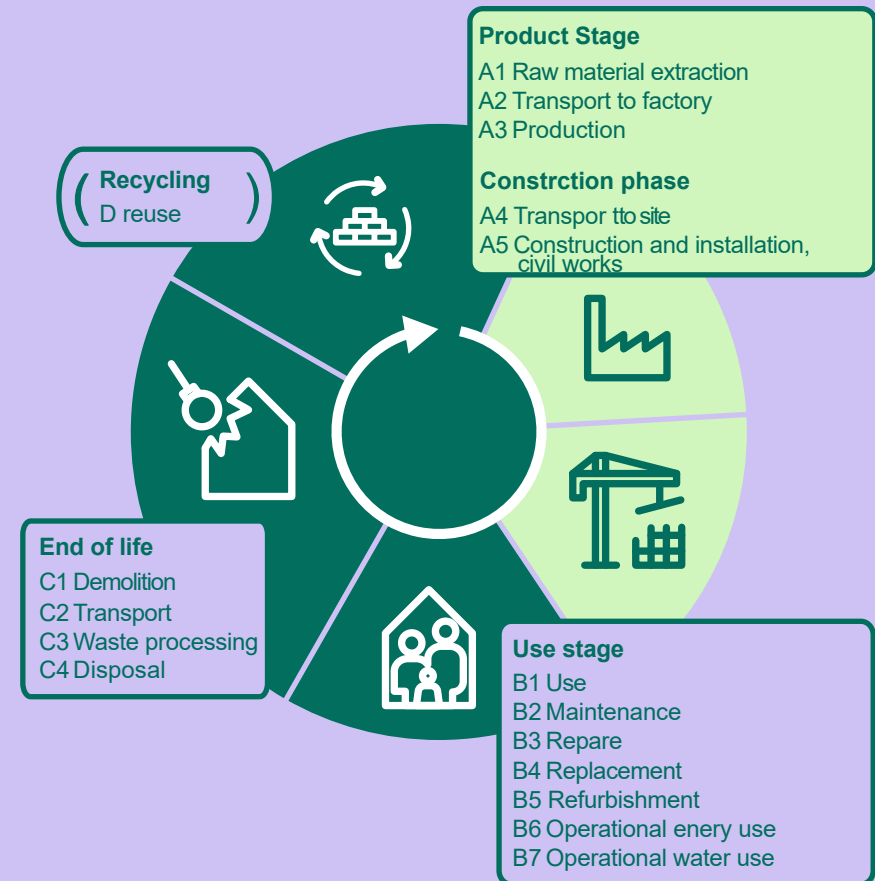 Product Stage
A1 Raw material extraction
A2 Transport to factory
A3 Production
Constrction phase
A4 Transpor tto site
A5 Construction and installation,
civil works
Use stage
B1 Use
B2 Maintenance
B3 Repare
B4 Replacement
B5 Refurbishment
B6 Operational enery use
B7 Operational water use
End of life
C1 Demolition
C2 Transport
C3 Waste processing
C4 Disposal
( Recycling )
D reuse